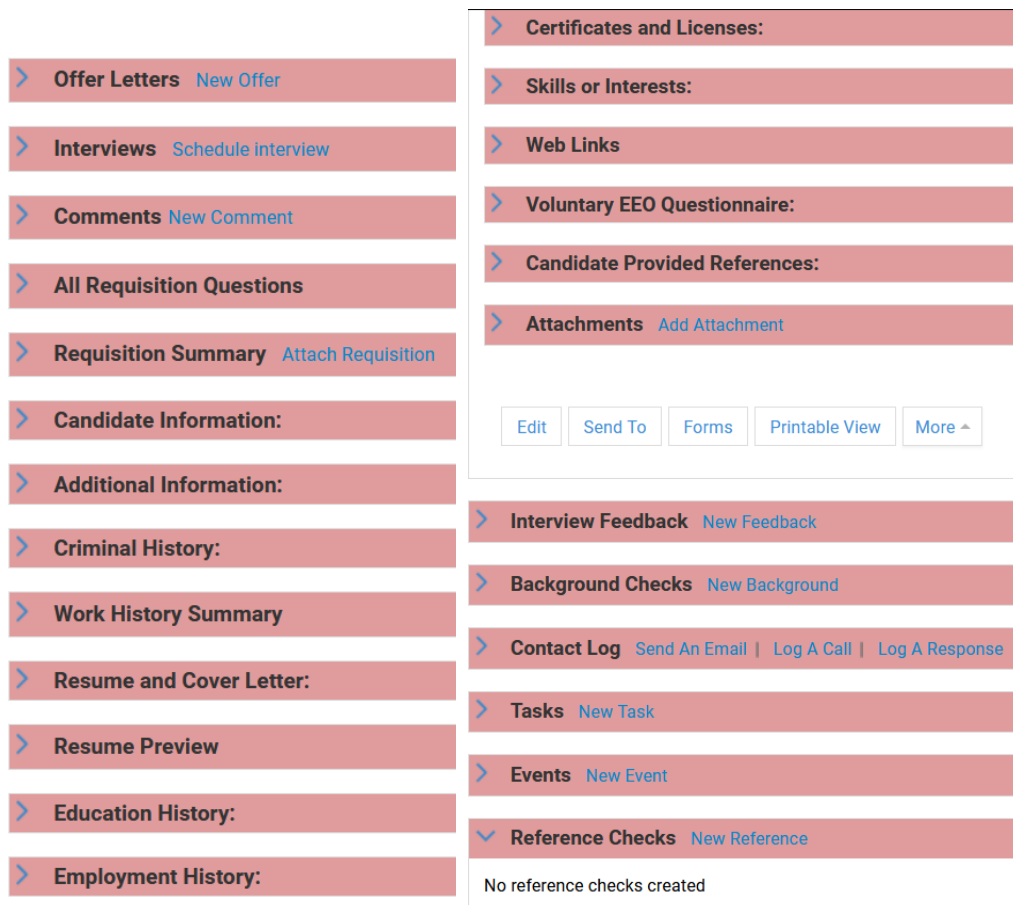 Offer Letters New Offer
Interviews Schedule interview
Comments New Comment
All Requisition Questions
Requisition Summary Attach Requisition
Candidate Information:
Additional Information:
Criminal History:
Work History Summary
Resume and Cover Letter:
Resume Preview
Education History:
Employment History:
Certificates and Licenses:
Skills or Interests:
Web Links
Voluntary EEO Questionnaire:
Candidate Provided References:
Attachments Add Attachment
Edit Send To Forms Printable View More
Interview Feedback New Feedback
Background Checks New Background
Contact Log Send An Email | Log A Call | Log A Response
Tasks New Task
Events New Event
Reference Checks New Reference
No reference checks created